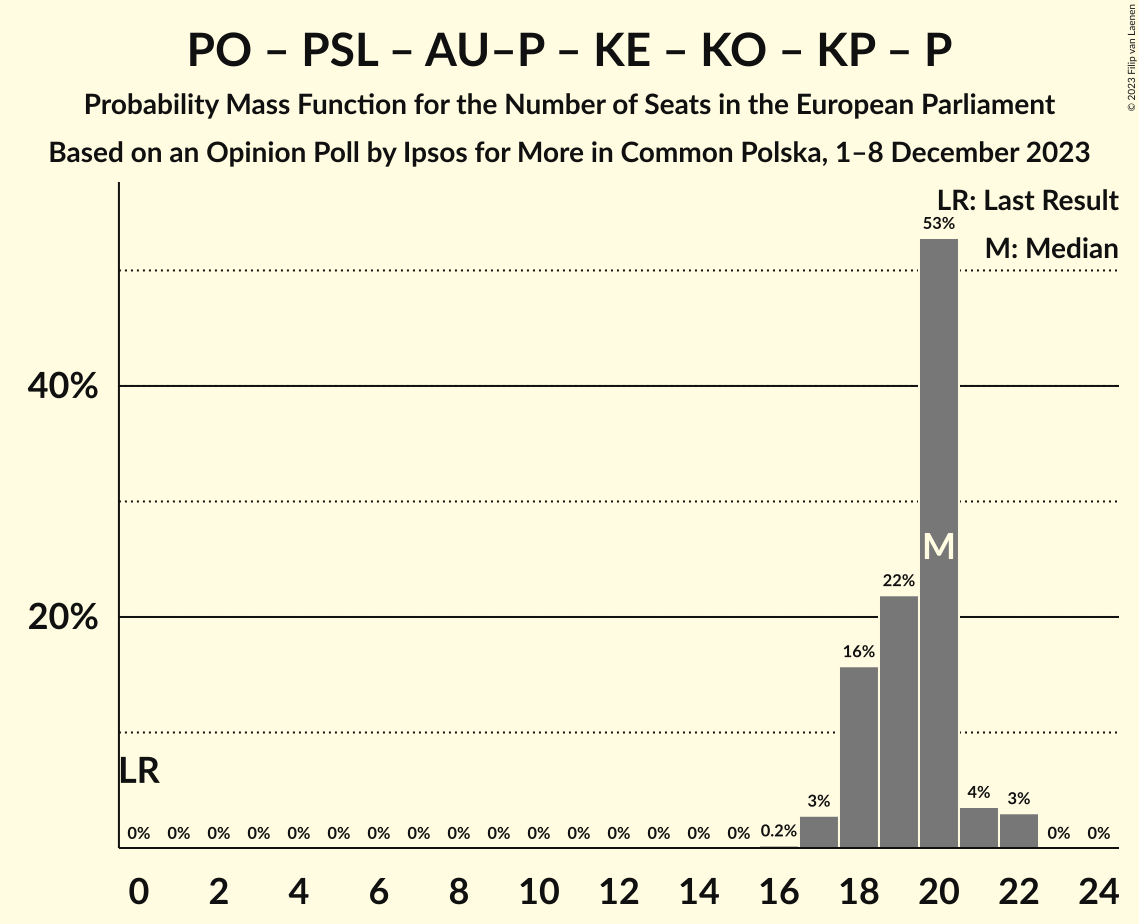 PO – PSL – AU–P – KE – KO – KP – P
Probability Mass Function for the Number of Seats in the European Parliament
Based on an Opinion Poll by Ipsos for More in Common Polska, 1–8 December 2023
© 2023 Filip van Laenen
LR: Last Result
M: Median
53%
40%
M
22%
20%
16%
LR
0% 0% 0% 0% 0% 0% 0% 0% 0% 0% 0% 0% 0% 0% 0% 0% 0.2% 3% 4% 3% 0% 0%
0 2 4 6 8 10 12 14 16 18 20 22 24